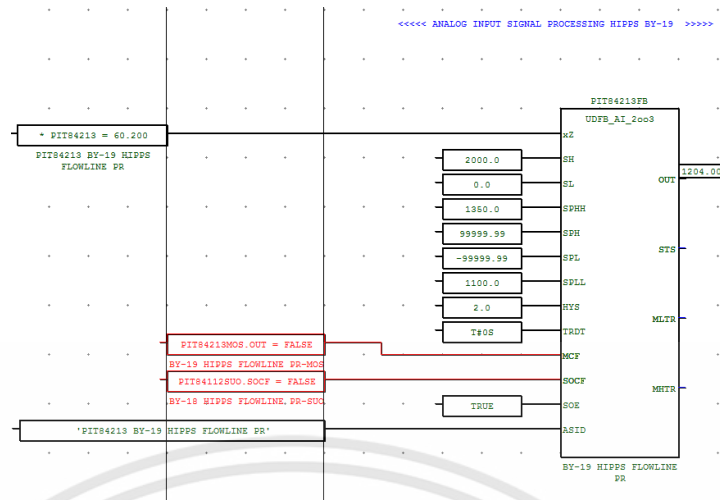 <<<<< ANALOG INPUT SIGNAL PROCESSING HIPPS BY-19 >>>>>
PIT84213FB
UDFB_AI_2oo3
* PIT84213 = 60.200
xZ
PIT84213 BY-19 HIPPS
FLOWLINE PR
2000.0
SH
0.0
SL
OUT
1204.00
1350.0
SPHH
99999.99
SPH
-99999.99
SPL
STS
1100.0
SPLL
2.0
HYS
MLTR
T#0S
TRDT
PIT84213MOS.OUT = FALSE
MCF
BY-19 HIPPS FLOWLINE PR-MOS
PIT84112SUO.SOCF = FALSE
SOCF
MHTR
BY-18 HIPPS FLOWLINE PR-SUO
TRUE
SOE
'PIT84213 BY-19 HIPPS FLOWLINE PR'
ASID
BY-19 HIPPS FLOWLINE
PR